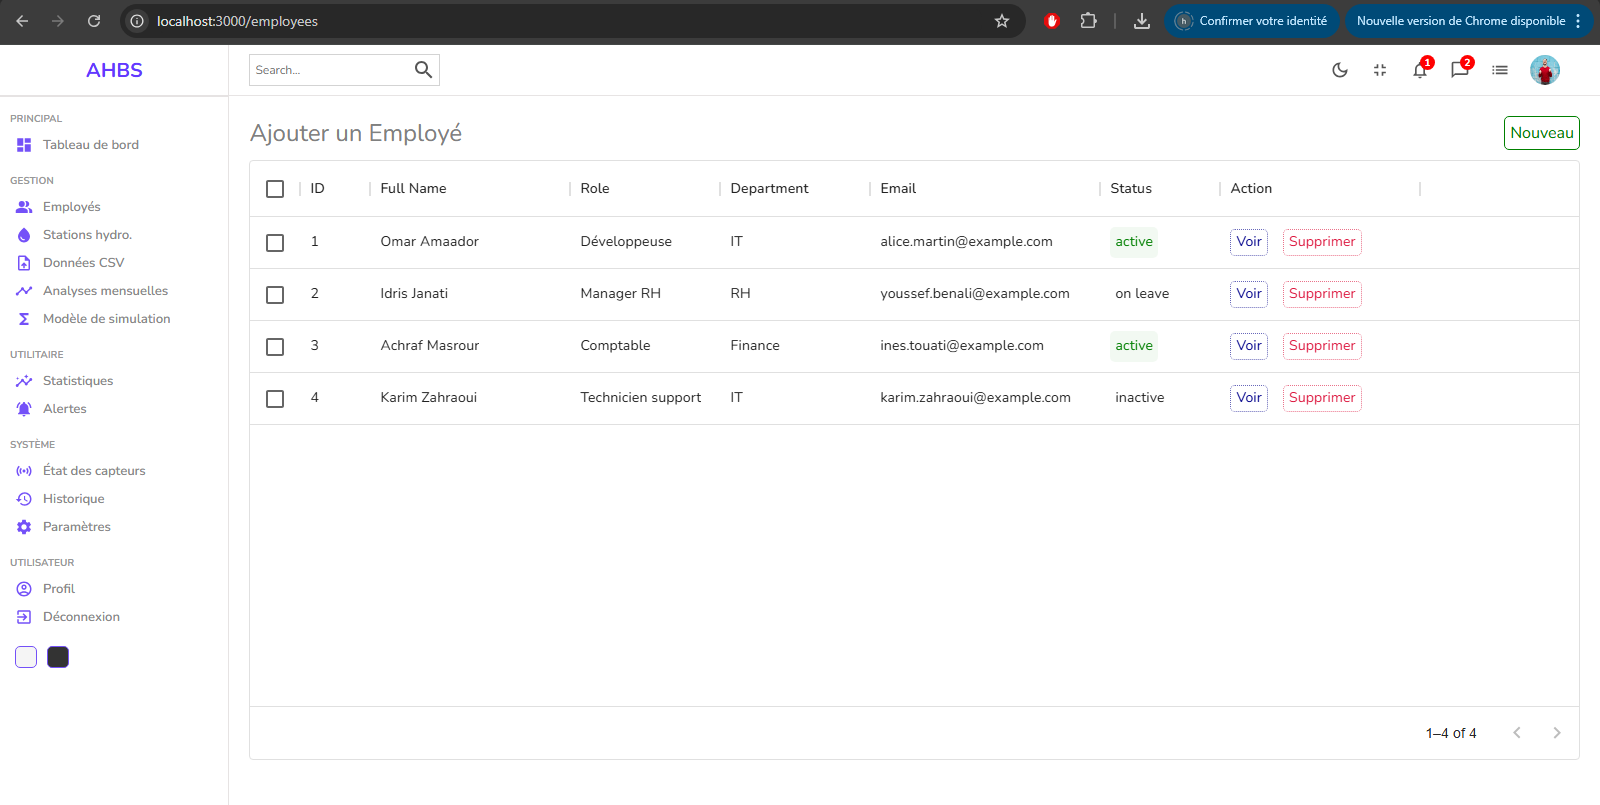 localhost:3000/employees
Confirmer votre identité
Nouvelle version de Chrome disponible
AHBS
Search...
1
2
PRINCIPAL
Tableau de bord
GESTION
Employés
Stations hydro.
Données CSV
Analyses mensuelles
Modèle de simulation
UTILITAIRE
Statistiques
Alertes
SYSTÈME
État des capteurs
Historique
Paramètres
UTILISATEUR
Profil
Déconnexion
Ajouter un Employé
Nouveau
ID Full Name Role Department Email Status Action
1 Omar Amaador Développeuse IT alice.martin@example.com active Voir Supprimer
2 Idris Janati Manager RH RH youssef.benali@example.com on leave Voir Supprimer
3 Achraf Masrour Comptable Finance ines.touati@example.com active Voir Supprimer
4 Karim Zahraoui Technicien support IT karim.zahraoui@example.com inactive Voir Supprimer
1–4 of 4